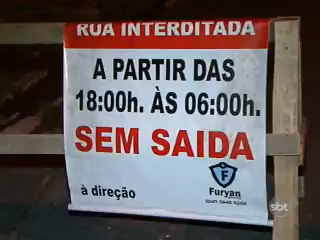 RUA INTERDITADA
A PARTIR DAS
18:00h. ÀS 06:00h.
SEM SAIDA
à direção
F
Furyan
sbt